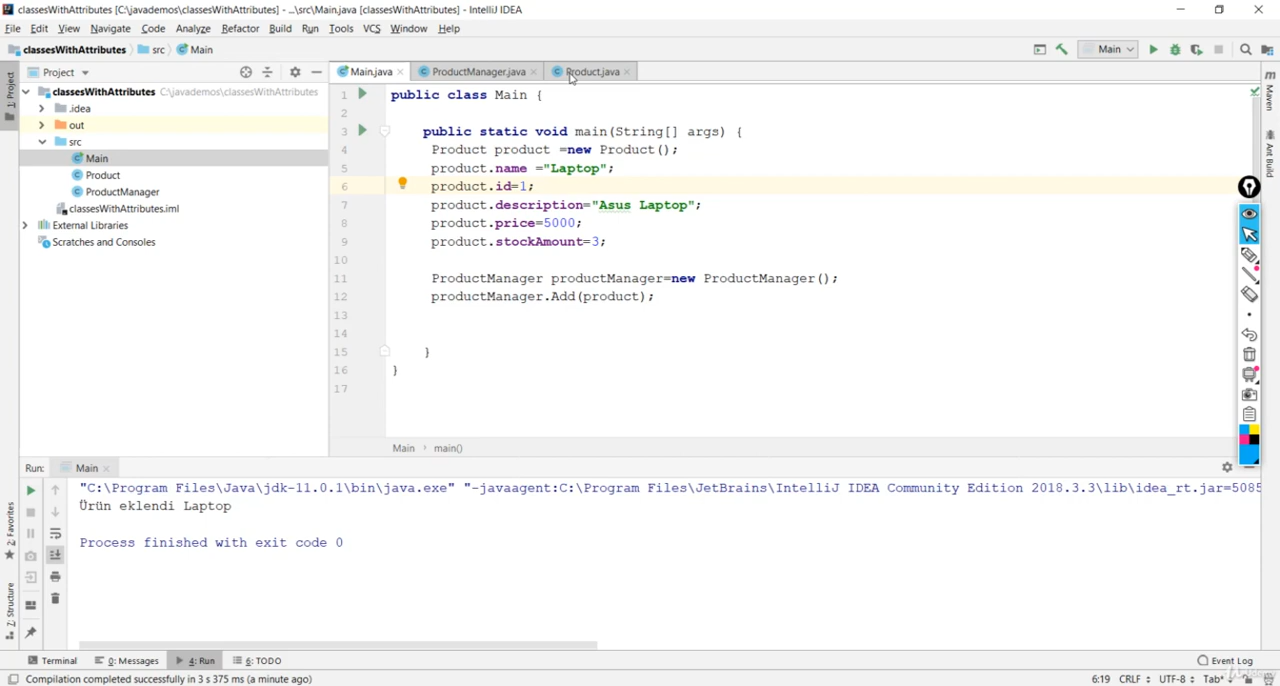 classesWithAttributes [C:\javademos\classesWithAttributes] - ...\src\Main.java [classesWithAttributes] - IntelliJ IDEA
File Edit View Navigate Code Analyze Refactor Build Run Tools VCS Window Help
classesWithAttributes src Main Main
Project Main.java ProductManager.java Product.java
1: Project
classesWithAttributes C:\javademos\classesWithAttributes
.idea
out
src
Main
Product
ProductManager
classesWithAttributes.iml
External Libraries
Scratches and Consoles
1 public class Main {
2
3 public static void main(String[] args) {
4 Product product =new Product();
5 product.name ="Laptop";
6 product.id=1;
7 product.description="Asus Laptop";
8 product.price=5000;
9 product.stockAmount=3;
10
11 ProductManager productManager=new ProductManager();
12 productManager.Add(product);
13
14
15 }
16 }
17
Main › main()
Maven
Ant Build
Run: Main
"C:\Program Files\Java\jdk-11.0.1\bin\java.exe" "-javaagent:C:\Program Files\JetBrains\IntelliJ IDEA Community Edition 2018.3.3\lib\idea_rt.jar=5085
Ürün eklendi Laptop
Process finished with exit code 0
2: Favorites
Z: Structure
Terminal 0: Messages 4: Run 6: TODO Event Log
Compilation completed successfully in 3 s 375 ms (a minute ago) 6:19 CRLF UTF-8 Tab*